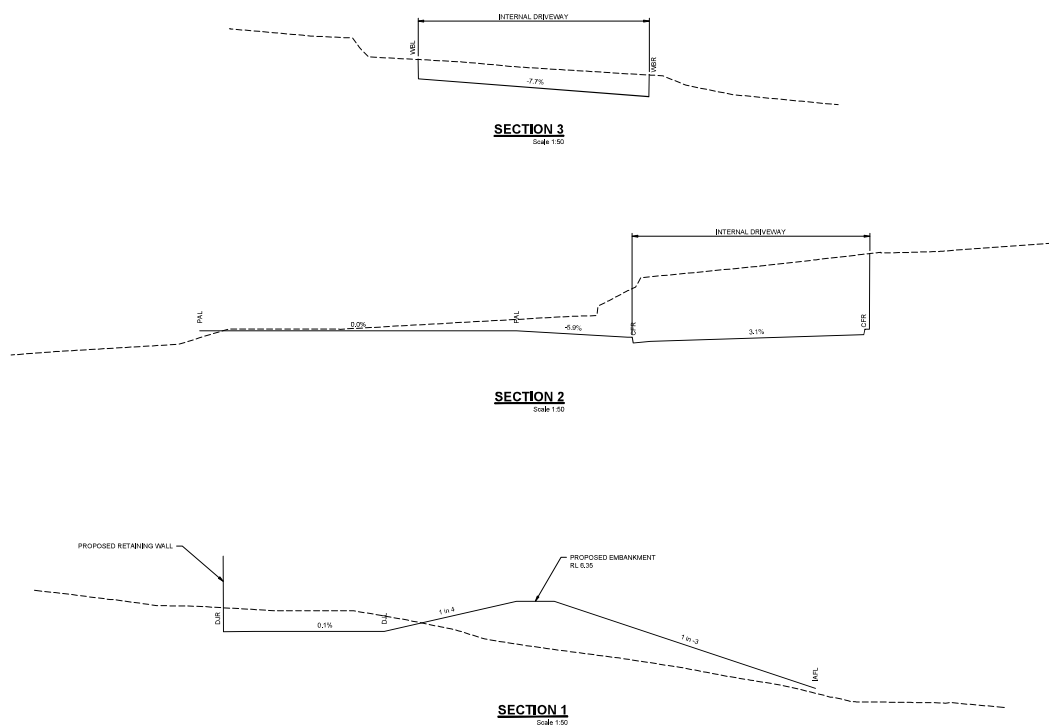 INTERNAL DRIVEWAY
WBL
WBR
-7.7%
SECTION 3
Scale 1:50
INTERNAL DRIVEWAY
PAL
0.0%
PAL
-5.9%
CFR
3.1%
CFR
SECTION 2
Scale 1:50
PROPOSED RETAINING WALL
PROPOSED EMBANKMENT
RL 6.35
DJR
0.1%
DJL
1 in 4
1 in -3
IAFL
SECTION 1
Scale 1:50